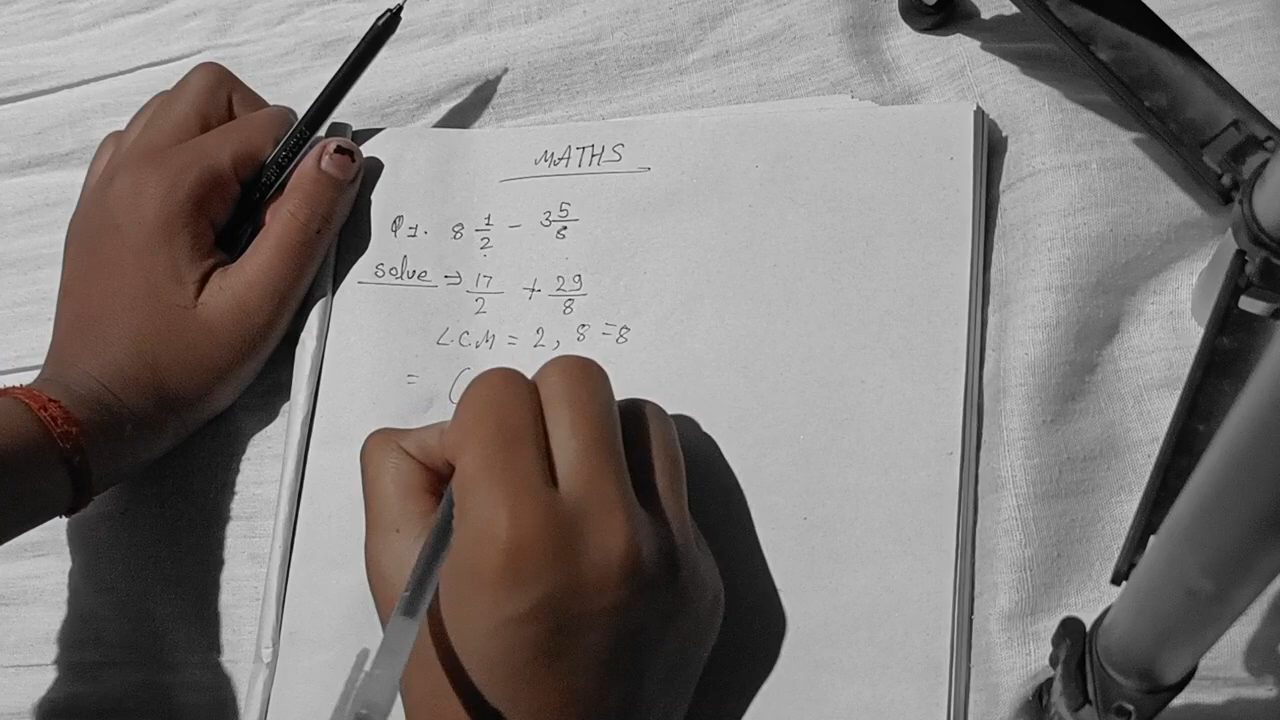 MATHS
Q1. 8 1/2 - 3 5/8
solve → 17/2 + 29/8
L.C.M = 2, 8 = 8
= (